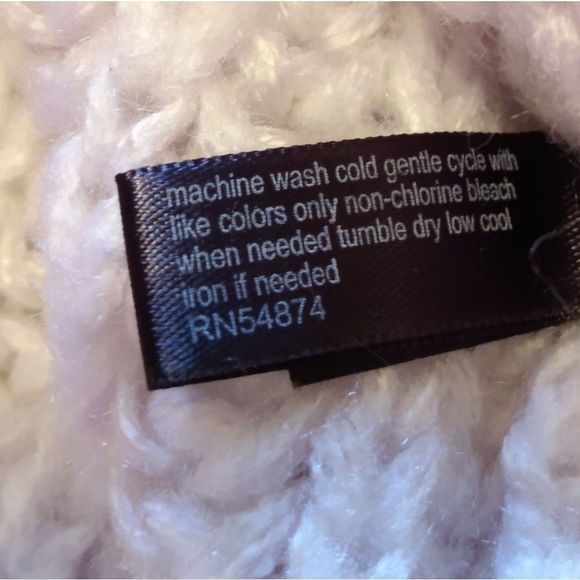 machine wash cold gentle cycle with
like colors only non-chlorine bleach
when needed tumble dry low cool
iron if needed
RN54874